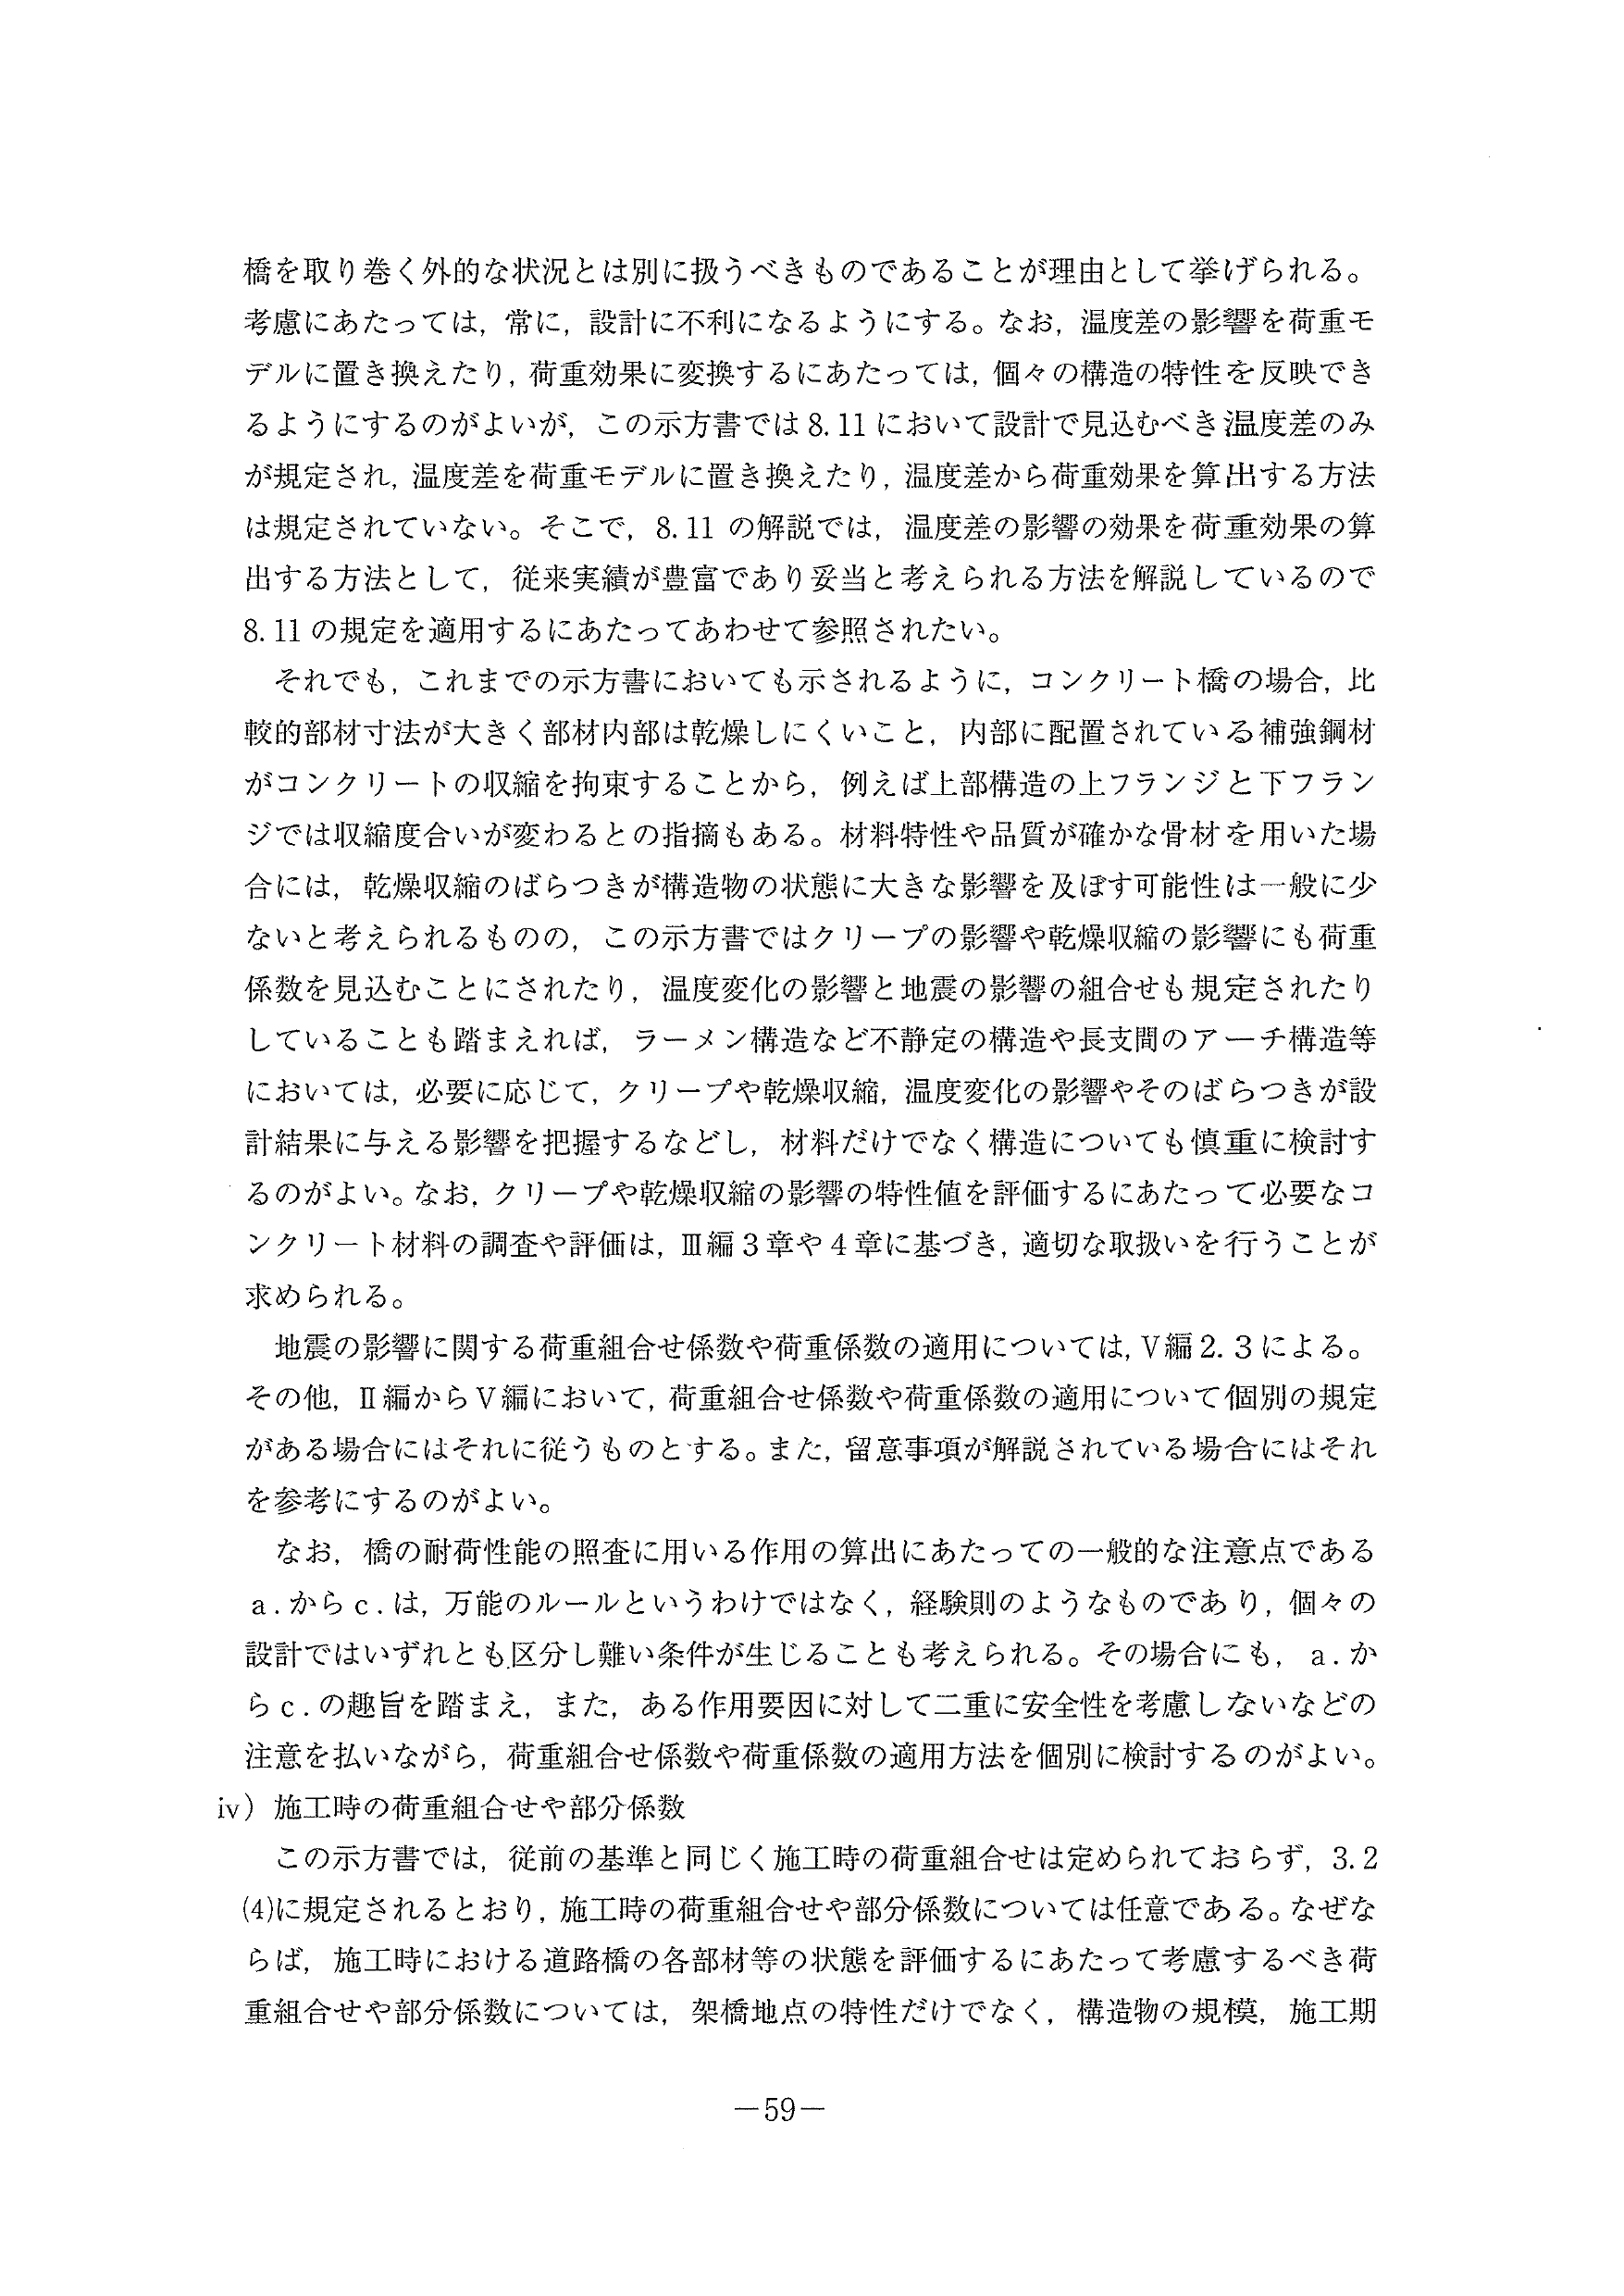 橋を取り巻く外的な状況とは別に扱うべきものであることが理由として挙げられる。
考慮にあたっては，常に，設計に不利になるようにする。なお，温度差の影響を荷重モ
デルに置き換えたり，荷重効果に変換するにあたっては，個々の構造の特性を反映でき
るようにするのがよいが，この示方書では8.11において設計で見込むべき温度差のみ
が規定され，温度差を荷重モデルに置き換えたり，温度差から荷重効果を算出する方法
は規定されていない。そこで，8.11の解説では，温度差の影響の効果を荷重効果の算
出する方法として，従来実績が豊富であり妥当と考えられる方法を解説しているので
8.11の規定を適用するにあたってあわせて参照されたい。
それでも，これまでの示方書においても示されるように，コンクリート橋の場合，比
較的部材寸法が大きく部材内部は乾燥しにくいこと，内部に配置されている補強鋼材
がコンクリートの収縮を拘束することから，例えば上部構造の上フランジと下フラン
ジでは収縮度合いが変わるとの指摘もある。材料特性や品質が確かな骨材を用いた場
合には，乾燥収縮のばらつきが構造物の状態に大きな影響を及ぼす可能性は一般に少
ないと考えられるものの，この示方書ではクリープの影響や乾燥収縮の影響にも荷重
係数を見込むことにされたり，温度変化の影響と地震の影響の組合せも規定されたり
していることも踏まえれば，ラーメン構造など不静定の構造や長支間のアーチ構造等
においては，必要に応じて，クリープや乾燥収縮，温度変化の影響やそのばらつきが設
計結果に与える影響を把握するなどし，材料だけでなく構造についても慎重に検討す
るのがよい。なお，クリープや乾燥収縮の影響の特性値を評価するにあたって必要なコ
ンクリート材料の調査や評価は，Ⅲ編3章や4章に基づき，適切な取扱いを行うことが
求められる。
地震の影響に関する荷重組合せ係数や荷重係数の適用については，Ⅴ編2.3による。
その他，Ⅱ編からⅤ編において，荷重組合せ係数や荷重係数の適用について個別の規定
がある場合にはそれに従うものとする。また，留意事項が解説されている場合にはそれ
を参考にするのがよい。
なお，橋の耐荷性能の照査に用いる作用の算出にあたっての一般的な注意点である
a.からc.は，万能のルールというわけではなく，経験則のようなものであり，個々の
設計ではいずれとも区分し難い条件が生じることも考えられる。その場合にも，a.か
らc.の趣旨を踏まえ，また，ある作用要因に対して二重に安全性を考慮しないなどの
注意を払いながら，荷重組合せ係数や荷重係数の適用方法を個別に検討するのがよい。
iv）施工時の荷重組合せや部分係数
この示方書では，従前の基準と同じく施工時の荷重組合せは定められておらず，3.2
(4)に規定されるとおり，施工時の荷重組合せや部分係数については任意である。なぜな
らば，施工時における道路橋の各部材等の状態を評価するにあたって考慮するべき荷
重組合せや部分係数については，架橋地点の特性だけでなく，構造物の規模，施工期
―59―